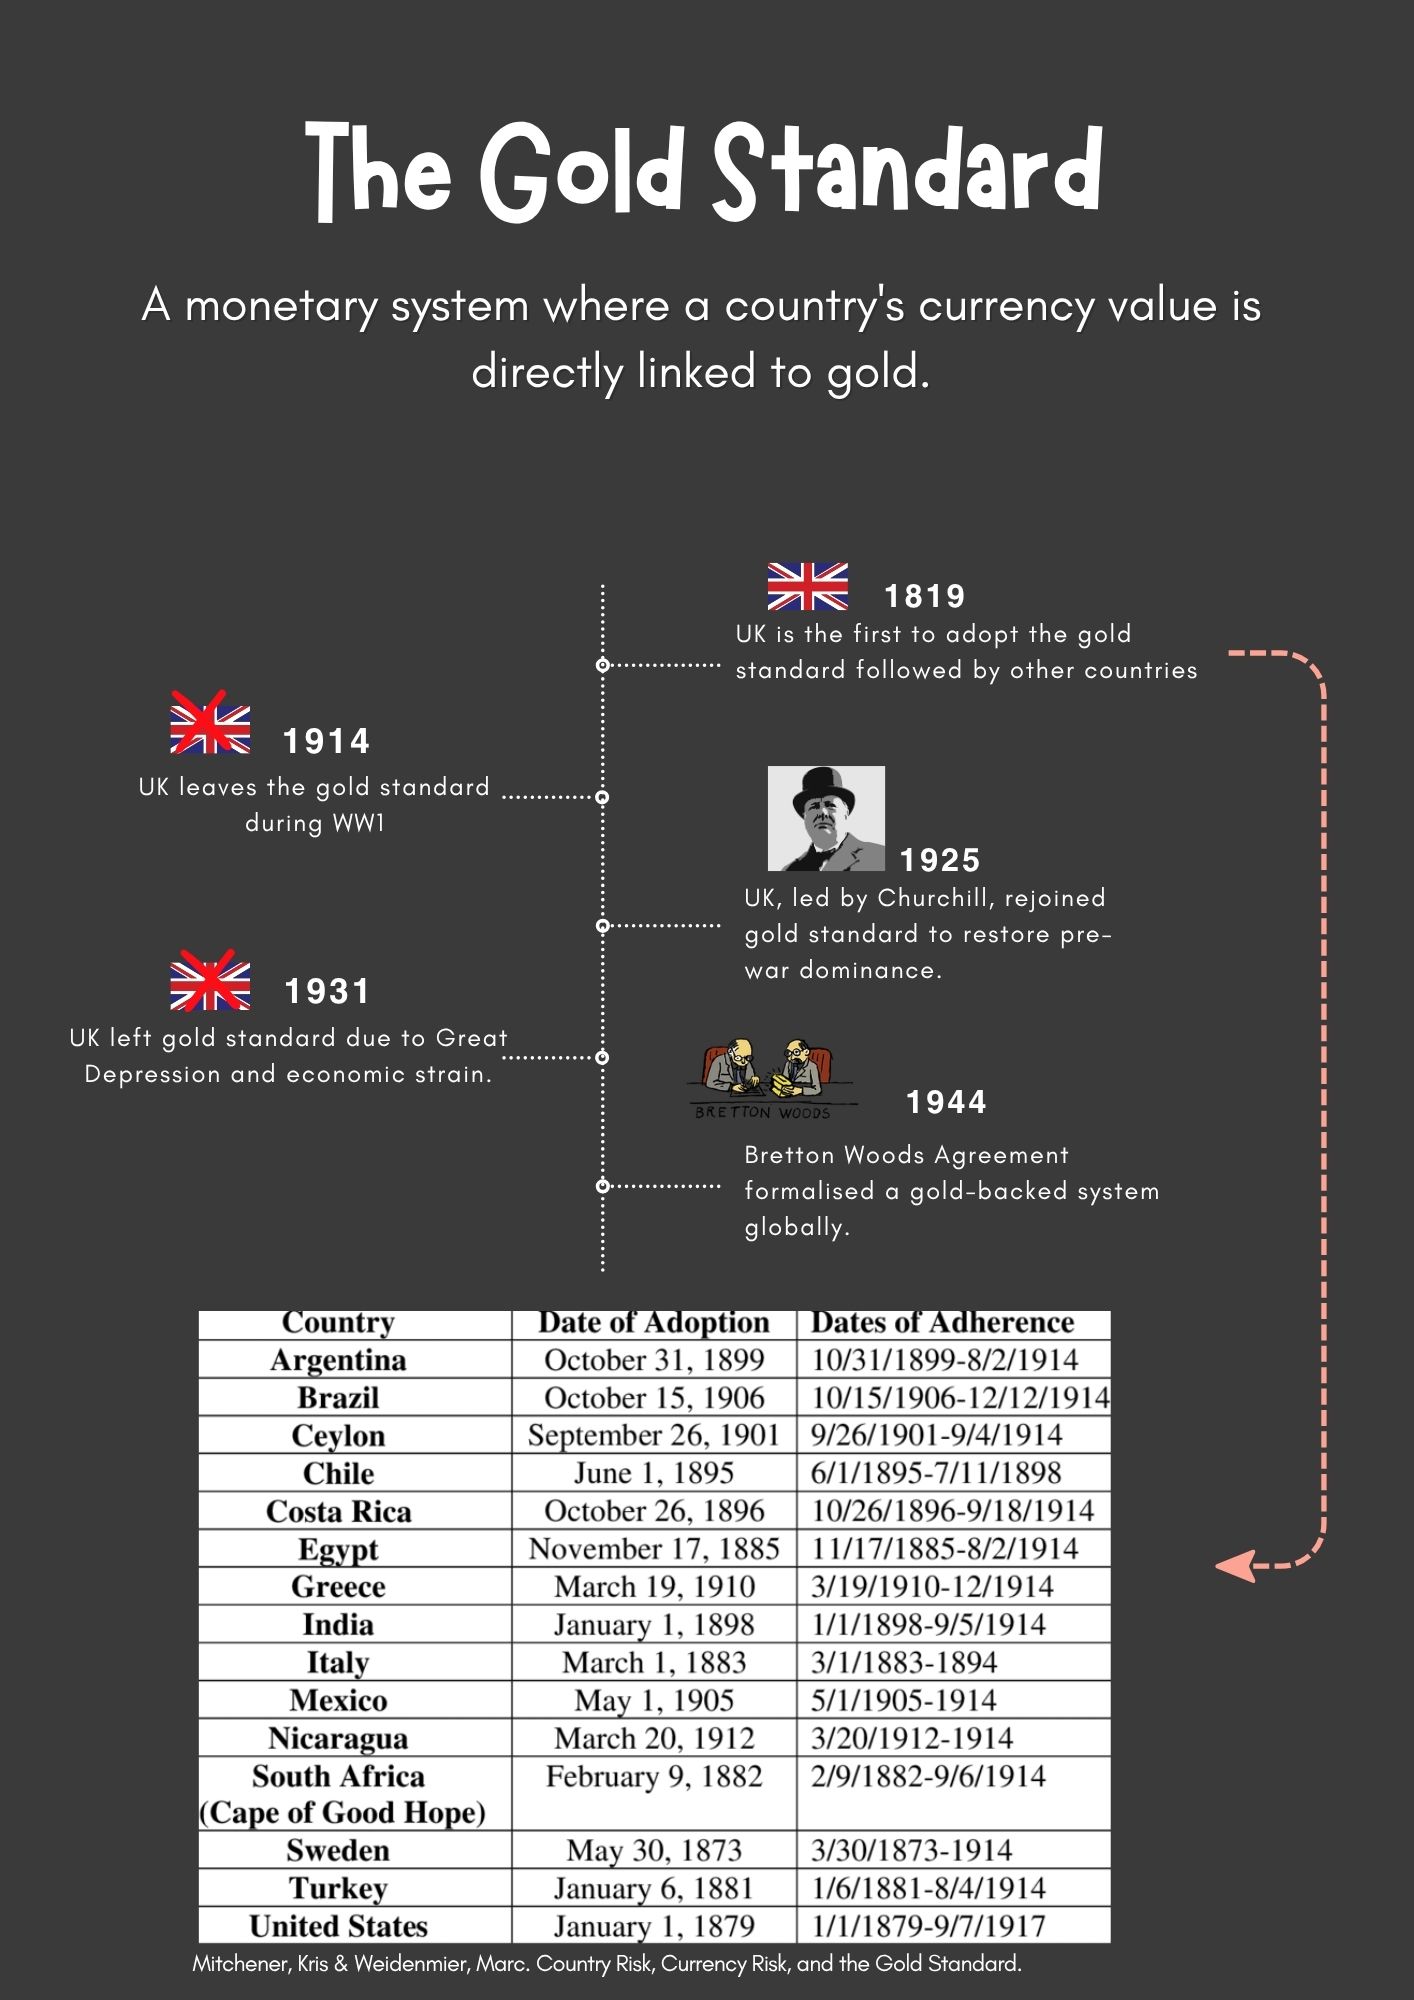 The Gold Standard
A monetary system where a country's currency value is
directly linked to gold.
1819
UK is the first to adopt the gold
standard followed by other countries
1914
UK leaves the gold standard
during WW1
1925
UK, led by Churchill, rejoined
gold standard to restore pre-
war dominance.
1931
UK left gold standard due to Great
Depression and economic strain.
BRETTON WOODS
1944
Bretton Woods Agreement
formalised a gold-backed system
globally.
Country Date of Adoption Dates of Adherence
Argentina October 31, 1899 10/31/1899-8/2/1914
Brazil October 15, 1906 10/15/1906-12/12/1914
Ceylon September 26, 1901 9/26/1901-9/4/1914
Chile June 1, 1895 6/1/1895-7/11/1898
Costa Rica October 26, 1896 10/26/1896-9/18/1914
Egypt November 17, 1885 11/17/1885-8/2/1914
Greece March 19, 1910 3/19/1910-12/1914
India January 1, 1898 1/1/1898-9/5/1914
Italy March 1, 1883 3/1/1883-1894
Mexico May 1, 1905 5/1/1905-1914
Nicaragua March 20, 1912 3/20/1912-1914
South Africa February 9, 1882 2/9/1882-9/6/1914
(Cape of Good Hope)
Sweden May 30, 1873 3/30/1873-1914
Turkey January 6, 1881 1/6/1881-8/4/1914
United States January 1, 1879 1/1/1879-9/7/1917
Mitchener, Kris & Weidenmier, Marc. Country Risk, Currency Risk, and the Gold Standard.